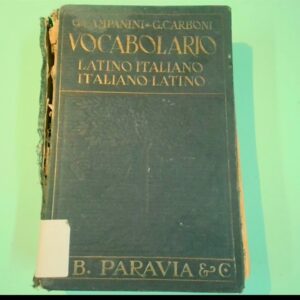 G. CAMPANINI - G. CARBONI
VOCABOLARIO
LATINO ITALIANO
ITALIANO LATINO
B. PARAVIA & C.